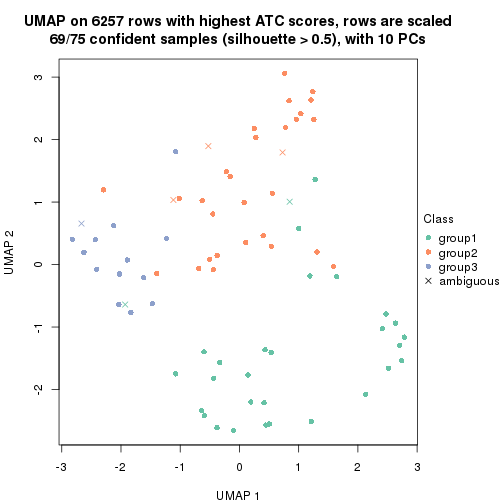 UMAP on 6257 rows with highest ATC scores, rows are scaled
69/75 confident samples (silhouette > 0.5), with 10 PCs
3
2
1
0
-1
-2
UMAP 2
-3
-2
-1
0
1
2
3
UMAP 1
Class
group1
group2
group3
ambiguous